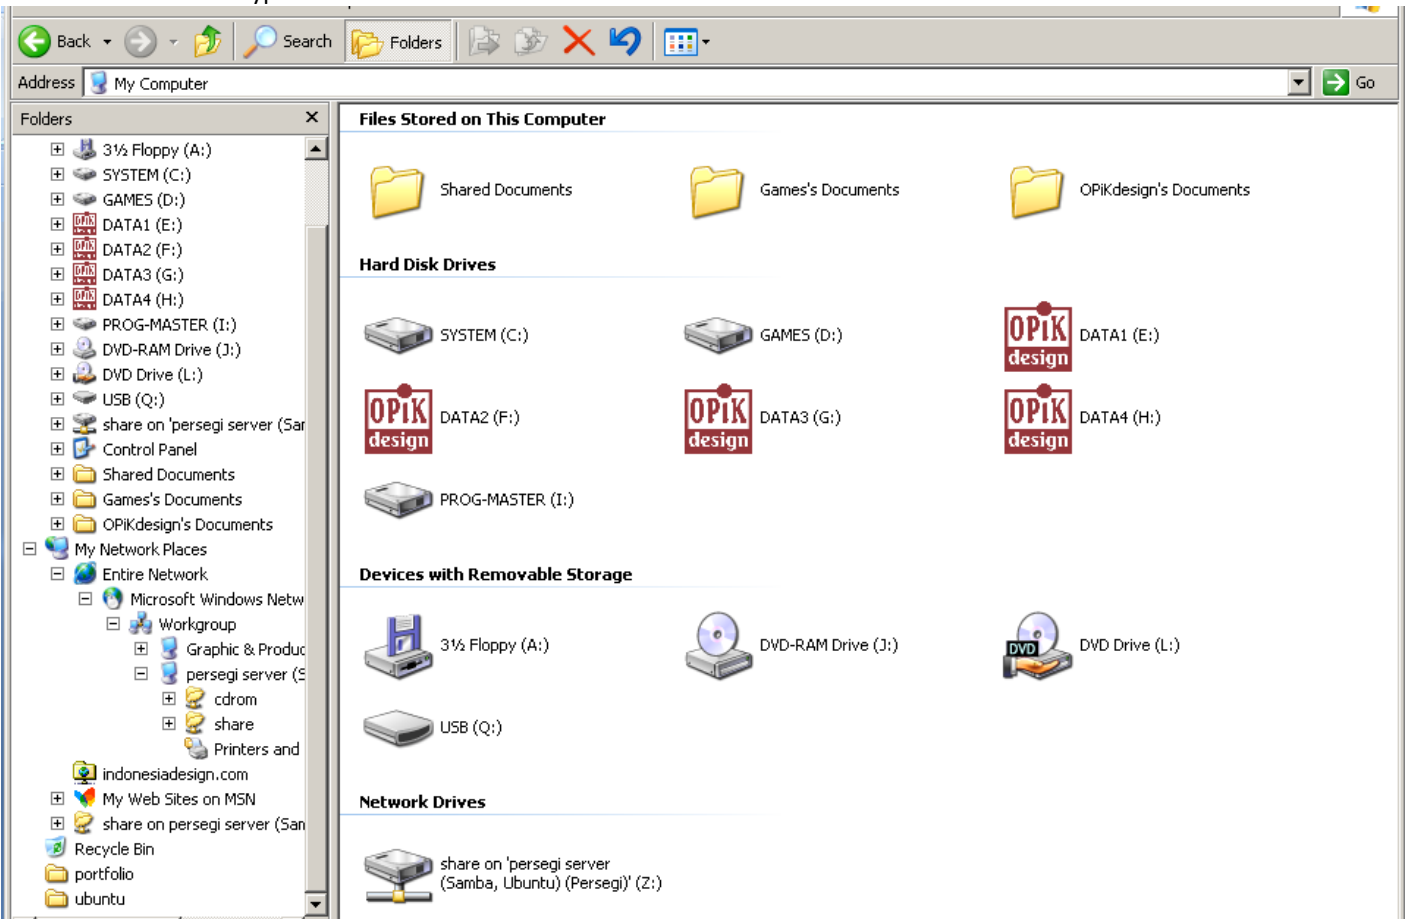 Back
Search
Folders
Address
My Computer
Go
Folders
3½ Floppy (A:)
SYSTEM (C:)
GAMES (D:)
DATA1 (E:)
DATA2 (F:)
DATA3 (G:)
DATA4 (H:)
PROG-MASTER (I:)
DVD-RAM Drive (J:)
DVD Drive (L:)
USB (Q:)
share on 'persegi server (Sar
Control Panel
Shared Documents
Games's Documents
OPiKdesign's Documents
My Network Places
Entire Network
Microsoft Windows Netw
Workgroup
Graphic & Produc
persegi server (S
cdrom
share
Printers and
indonesiadesign.com
My Web Sites on MSN
share on persegi server (San
Recycle Bin
portfolio
ubuntu
Files Stored on This Computer
Shared Documents
Games's Documents
OPiKdesign's Documents
Hard Disk Drives
SYSTEM (C:)
GAMES (D:)
OPiK
design
DATA1 (E:)
OPiK
design
DATA2 (F:)
OPiK
design
DATA3 (G:)
OPiK
design
DATA4 (H:)
PROG-MASTER (I:)
Devices with Removable Storage
3½ Floppy (A:)
DVD-RAM Drive (J:)
DVD
DVD Drive (L:)
USB (Q:)
Network Drives
share on 'persegi server
(Samba, Ubuntu) (Persegi)' (Z:)